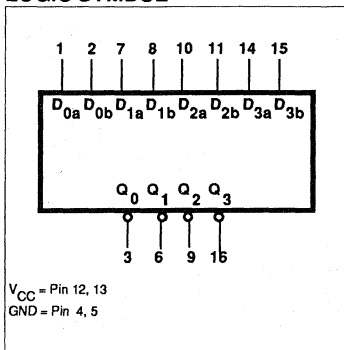 LOGIC SYMBOL
1 2 7 8 10 11 14 15
D0a D0b D1a D1b D2a D2b D3a D3b
Q0 Q1 Q2 Q3
3 6 9 16
VCC = Pin 12, 13
GND = Pin 4, 5